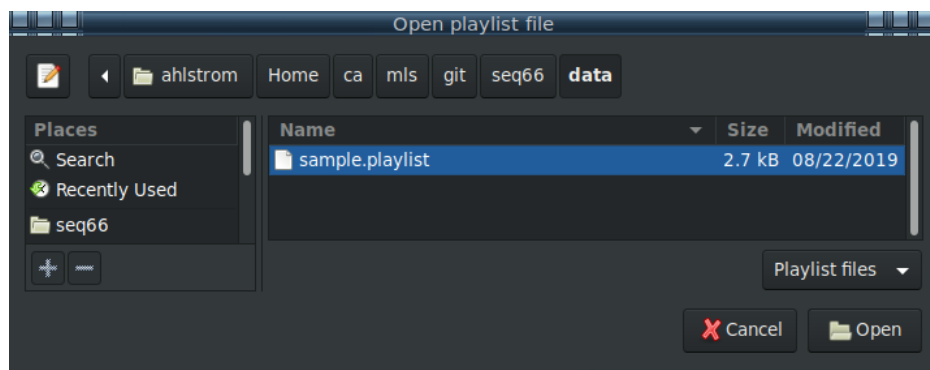 Open playlist file
ahlstrom Home ca mls git seq66 data
Places
Search
Recently Used
seq66
Name Size Modified
sample.playlist 2.7 kB 08/22/2019
Playlist files
Cancel Open